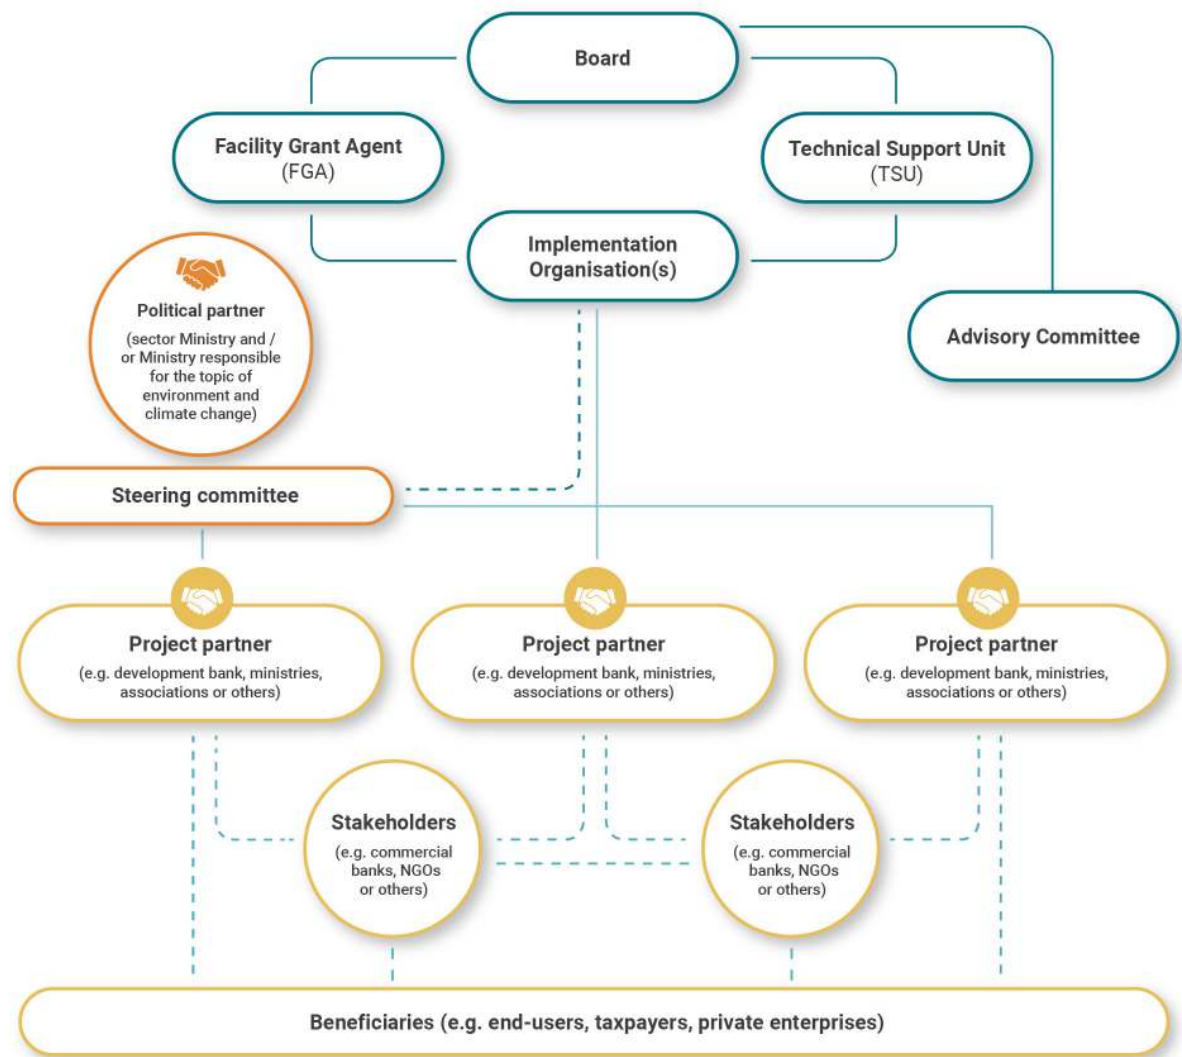 Board
Facility Grant Agent
(FGA)
Technical Support Unit
(TSU)
Implementation
Organisation(s)
Political partner
(sector Ministry and /
or Ministry responsible
for the topic of
environment and
climate change)
Advisory Committee
Steering committee
Project partner
(e.g. development bank, ministries,
associations or others)
Project partner
(e.g. development bank, ministries,
associations or others)
Project partner
(e.g. development bank, ministries,
associations or others)
Stakeholders
(e.g. commercial
banks, NGOs
or others)
Stakeholders
(e.g. commercial
banks, NGOs
or others)
Beneficiaries (e.g. end-users, taxpayers, private enterprises)